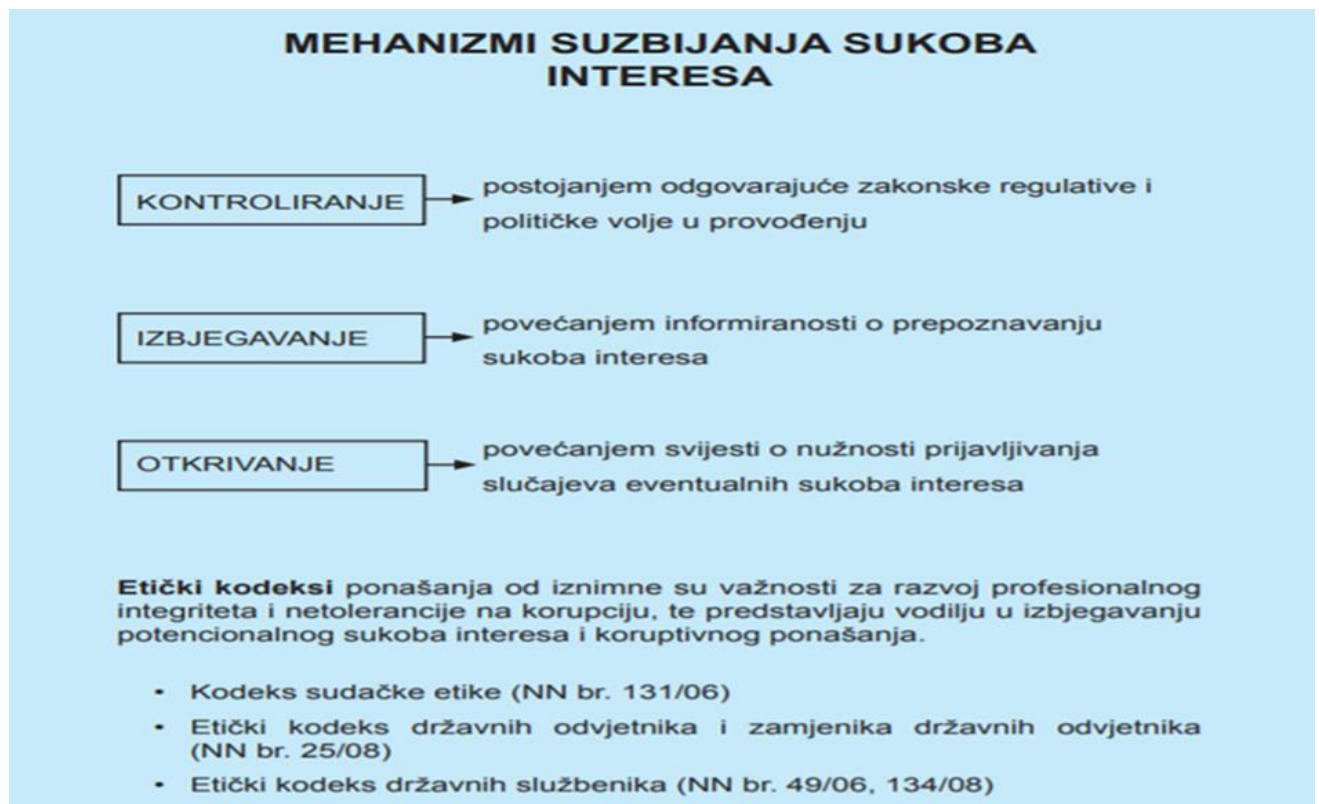 MEHANIZMI SUZBIJANJA SUKOBA
INTERESA
KONTROLIRANJE
postojanjem odgovarajuće zakonske regulative i
političke volje u provođenju
IZBJEGAVANJE
povećanjem informiranosti o prepoznavanju
sukoba interesa
OTKRIVANJE
povećanjem svijesti o nužnosti prijavljivanja
slučajeva eventualnih sukoba interesa
Etički kodeksi ponašanja od iznimne su važnosti za razvoj profesionalnog
integriteta i netolerancije na korupciju, te predstavljaju vodilju u izbjegavanju
potencionalnog sukoba interesa i koruptivnog ponašanja.
• Kodeks sudačke etike (NN br. 131/06)
• Etički kodeks državnih odvjetnika i zamjenika državnih odvjetnika
(NN br. 25/08)
• Etički kodeks državnih službenika (NN br. 49/06, 134/08)